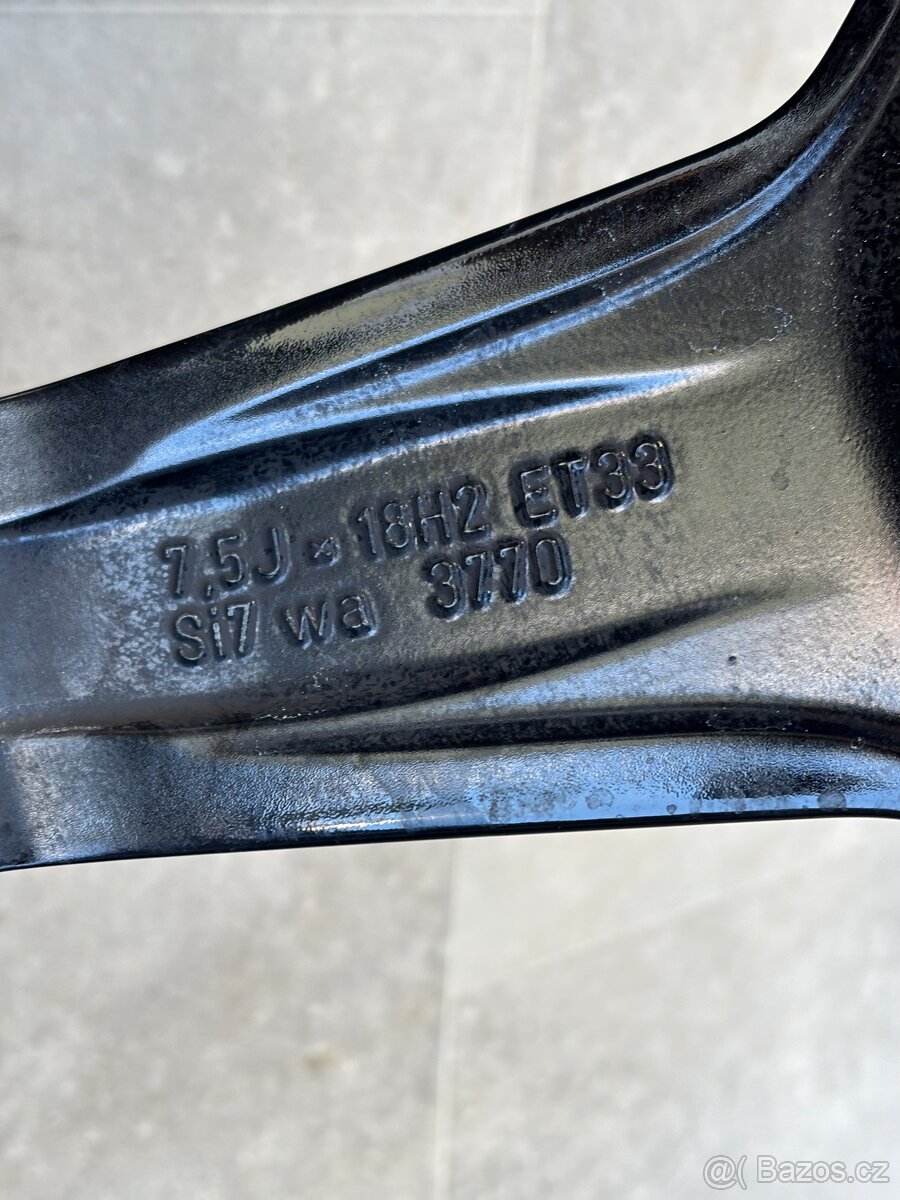 7,5J x 18H2 ET33
Si7 wa 3770
@( Bazos.cz